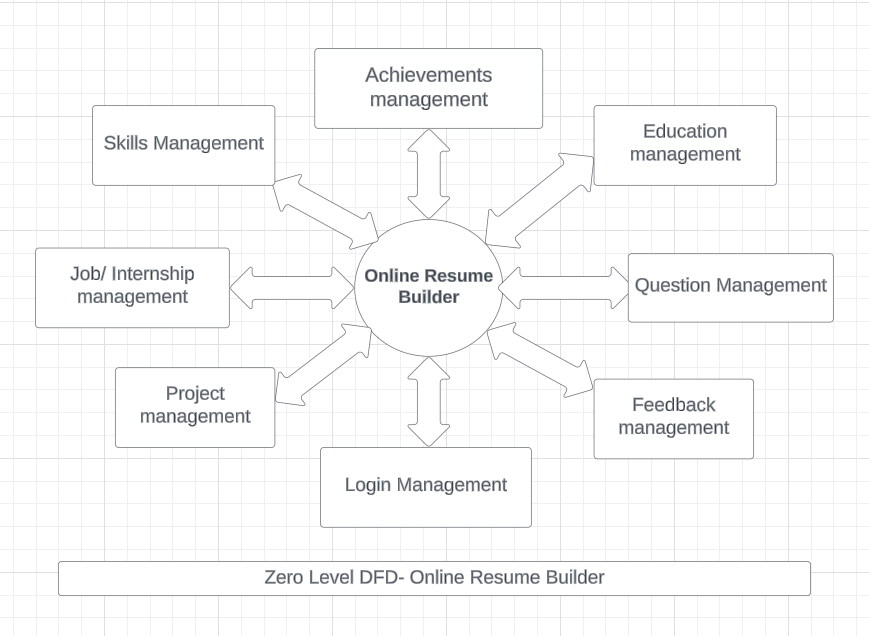 Achievements
management
Skills Management
Education
management
Job/ Internship
management
Online Resume
Builder
Question Management
Project
management
Feedback
management
Login Management
Zero Level DFD- Online Resume Builder